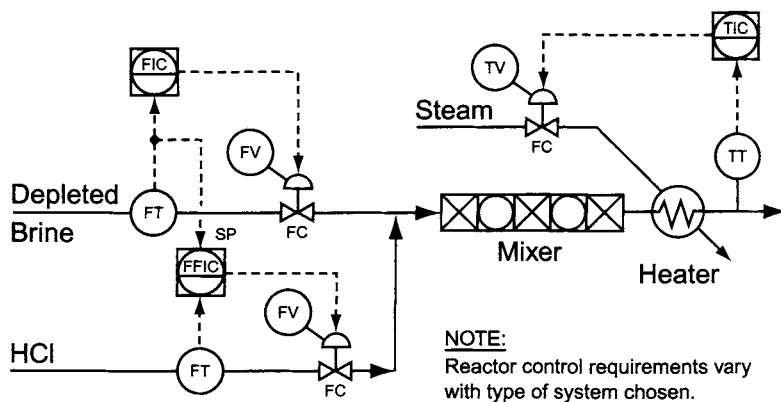 TIC
FIC
TV
Steam
FC
FV
TT
Depleted
FT
Brine
FC
SP
Mixer
FFIC
Heater
FV
HCl
FT
FC
NOTE:
Reactor control requirements vary
with type of system chosen.